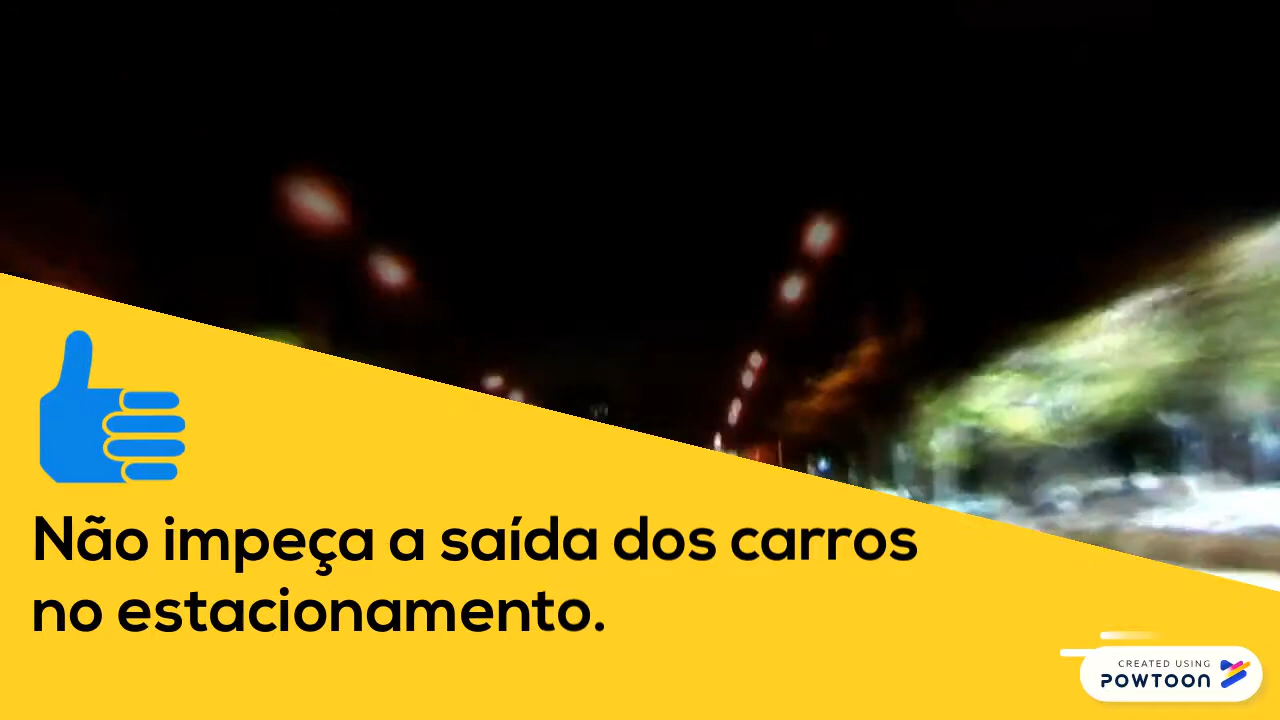 Não impeça a saída dos carros
no estacionamento.
CREATED USING
POWTOON